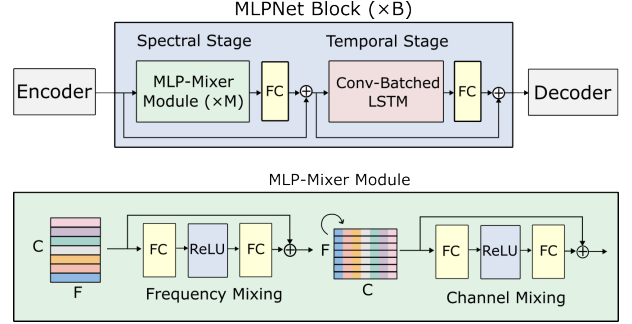 MLPNet Block (×B)
Spectral Stage
Temporal Stage
Encoder
MLP-Mixer
Module (×M)
FC
Conv-Batched
LSTM
FC
Decoder
MLP-Mixer Module
C
F
FC
ReLU
FC
Frequency Mixing
F
C
FC
ReLU
FC
Channel Mixing